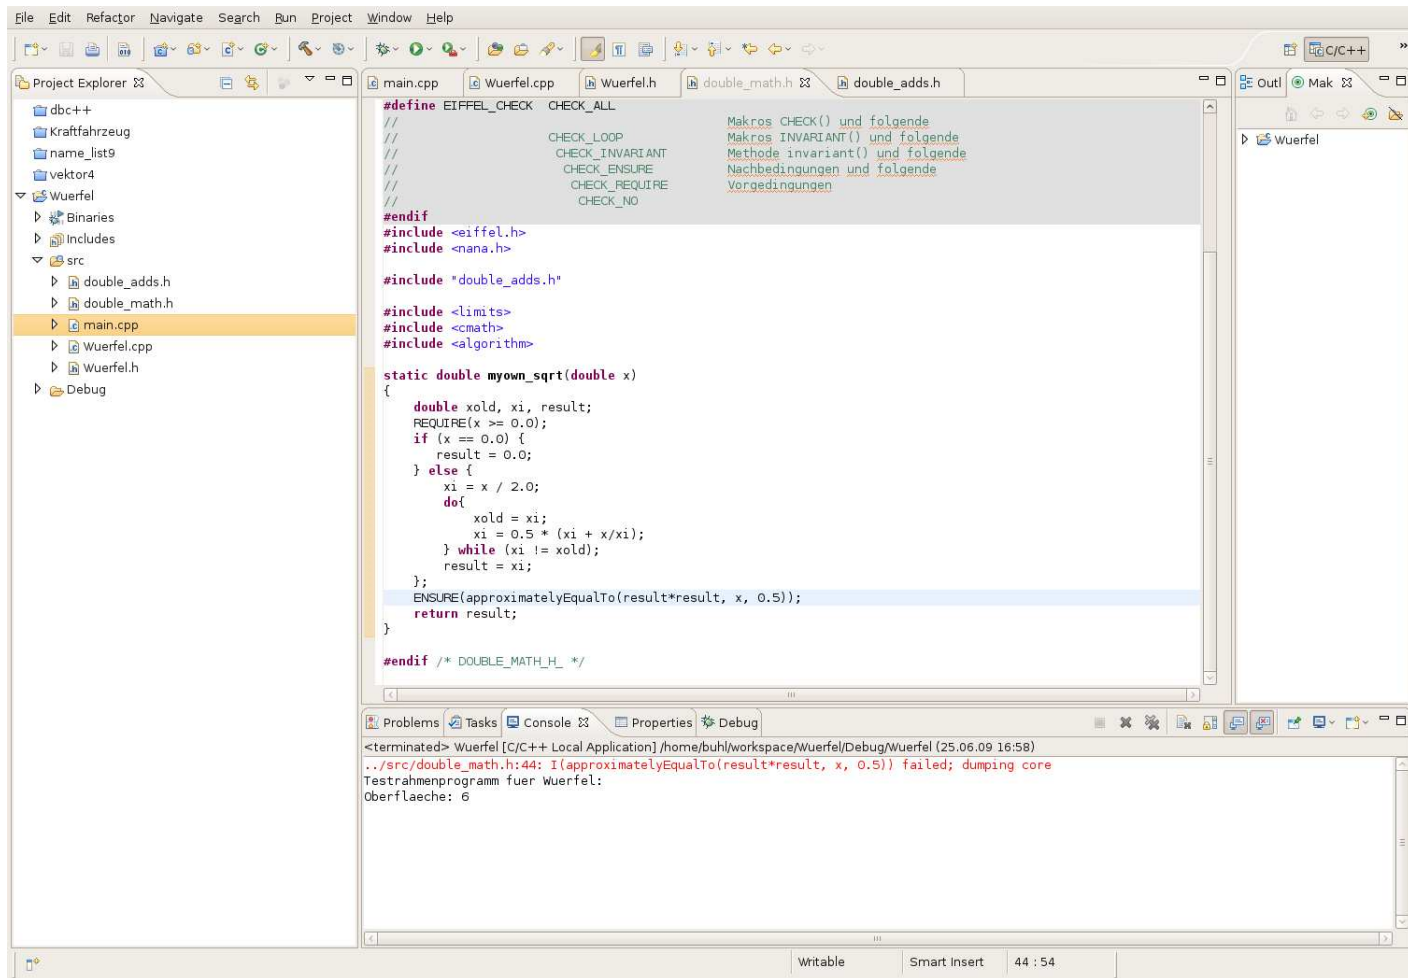 File Edit Refactor Navigate Search Run Project Window Help
C/C++ »
Project Explorer
main.cpp Wuerfel.cpp Wuerfel.h double_math.h double_adds.h
Outl Mak
dbc++
Kraftfahrzeug
name_list9
vektor4
Wuerfel
Binaries
Includes
src
double_adds.h
double_math.h
main.cpp
Wuerfel.cpp
Wuerfel.h
Debug
#define EIFFEL_CHECK CHECK_ALL
// Makros CHECK() und folgende
// CHECK_LOOP Makros INVARIANT() und folgende
// CHECK_INVARIANT Methode invariant() und folgende
// CHECK_ENSURE Nachbedingungen und folgende
// CHECK_REQUIRE Vorgedingungen
// CHECK_NO
#endif
#include <eiffel.h>
#include <nana.h>
#include "double_adds.h"
#include <limits>
#include <cmath>
#include <algorithm>
static double myown_sqrt(double x)
{
double xold, xi, result;
REQUIRE(x >= 0.0);
if (x == 0.0) {
result = 0.0;
} else {
xi = x / 2.0;
do{
xold = xi;
xi = 0.5 * (xi + x/xi);
} while (xi != xold);
result = xi;
};
ENSURE(approximatelyEqualTo(result*result, x, 0.5));
return result;
}
#endif /* DOUBLE_MATH_H_ */
Wuerfel
Problems Tasks Console Properties Debug
<terminated> Wuerfel [C/C++ Local Application] /home/buhl/workspace/Wuerfel/Debug/Wuerfel (25.06.09 16:58)
../src/double_math.h:44: I(approximatelyEqualTo(result*result, x, 0.5)) failed; dumping core
Testrahmenprogramm fuer Wuerfel:
Oberflaeche: 6
Writable Smart Insert 44 : 54